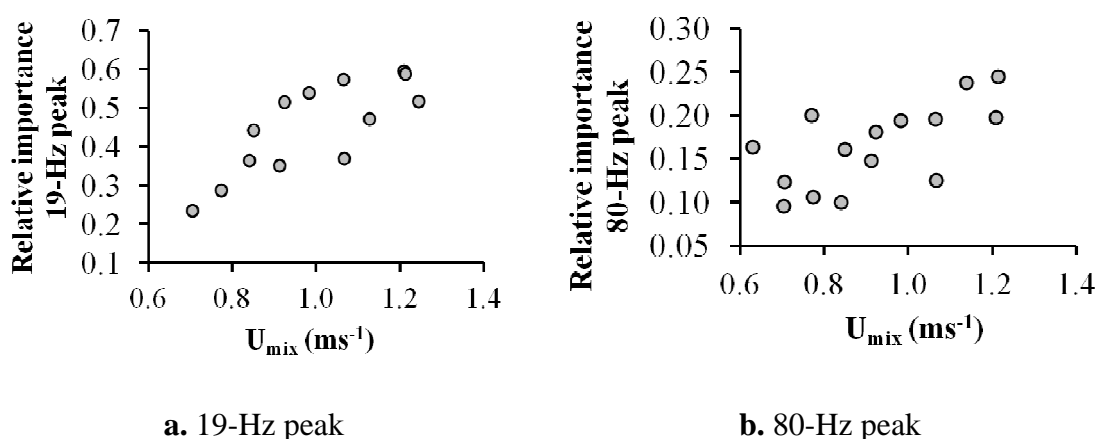 Relative importance
19-Hz peak
0.7
0.6
0.5
0.4
0.3
0.2
0.1
0.6 0.8 1.0 1.2 1.4
Umix (ms-1)
a. 19-Hz peak
Relative importance
80-Hz peak
0.30
0.25
0.20
0.15
0.10
0.05
0.6 0.8 1.0 1.2 1.4
Umix (ms-1)
b. 80-Hz peak